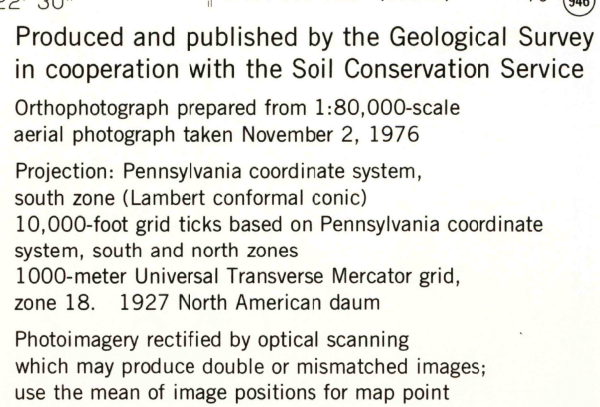 22' 30"
946
Produced and published by the Geological Survey
in cooperation with the Soil Conservation Service
Orthophotograph prepared from 1:80,000-scale
aerial photograph taken November 2, 1976
Projection: Pennsylvania coordinate system,
south zone (Lambert conformal conic)
10,000-foot grid ticks based on Pennsylvania coordinate
system, south and north zones
1000-meter Universal Transverse Mercator grid,
zone 18. 1927 North American daum
Photoimagery rectified by optical scanning
which may produce double or mismatched images;
use the mean of image positions for map point